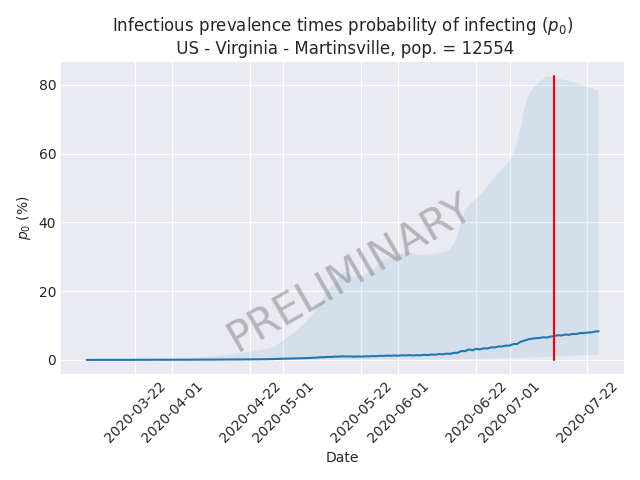 Infectious prevalence times probability of infecting (p0)
US - Virginia - Martinsville, pop. = 12554
80
60
40
20
0
p0 (%)
PRELIMINARY
2020-03-22
2020-04-01
2020-04-22
2020-05-01
2020-05-22
2020-06-01
2020-06-22
2020-07-01
2020-07-22
Date